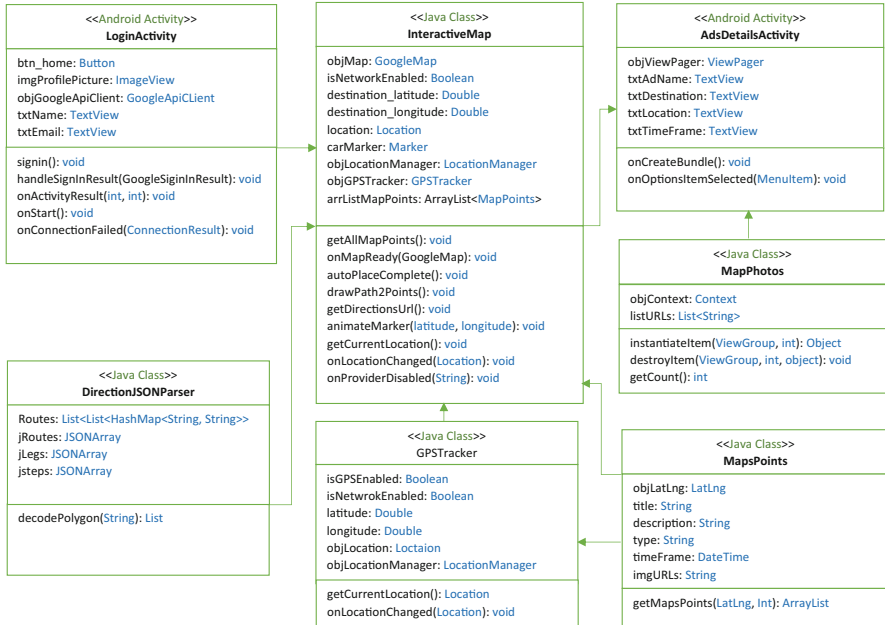 <<Android Activity>>
LoginActivity
btn_home: Button
imgProfilePicture: ImageView
objGoogleApiClient: GoogleApiCLient
txtName: TextView
txtEmail: TextView
signin(): void
handleSignInResult(GoogleSiginInResult): void
onActivityResult(int, int): void
onStart(): void
onConnectionFailed(ConnectionResult): void
<<Java Class>>
InteractiveMap
objMap: GoogleMap
isNetworkEnabled: Boolean
destination_latitude: Double
destination_longitude: Double
location: Location
carMarker: Marker
objLocationManager: LocationManager
objGPSTracker: GPSTracker
arrListMapPoints: ArrayList<MapPoints>
getAllMapPoints(): void
onMapReady(GoogleMap): void
autoPlaceComplete(): void
drawPath2Points(): void
getDirectionsUrl(): void
animateMarker(latitude, longitude): void
getCurrentLocation(): void
onLocationChanged(Location): void
onProviderDisabled(String): void
<<Android Activity>>
AdsDetailsActivity
objViewPager: ViewPager
txtAdName: TextView
txtDestination: TextView
txtLocation: TextView
txtTimeFrame: TextView
onCreateBundle(): void
onOptionsItemSelected(MenuItem): void
<<Java Class>>
MapPhotos
objContext: Context
listURLs: List<String>
instantiateItem(ViewGroup, int): Object
destroyItem(ViewGroup, int, object): void
getCount(): int
<<Java Class>>
DirectionJSONParser
Routes: List<List<HashMap<String, String>>
jRoutes: JSONArray
jLegs: JSONArray
jsteps: JSONArray
decodePolygon(String): List
<<Java Class>>
GPSTracker
isGPSEnabled: Boolean
isNetwrokEnabled: Boolean
latitude: Double
longitude: Double
objLocation: Loctaion
objLocationManager: LocationManager
getCurrentLocation(): Location
onLocationChanged(Location): void
<<Java Class>>
MapsPoints
objLatLng: LatLng
title: String
description: String
type: String
timeFrame: DateTime
imgURLs: String
getMapsPoints(LatLng, Int): ArrayList